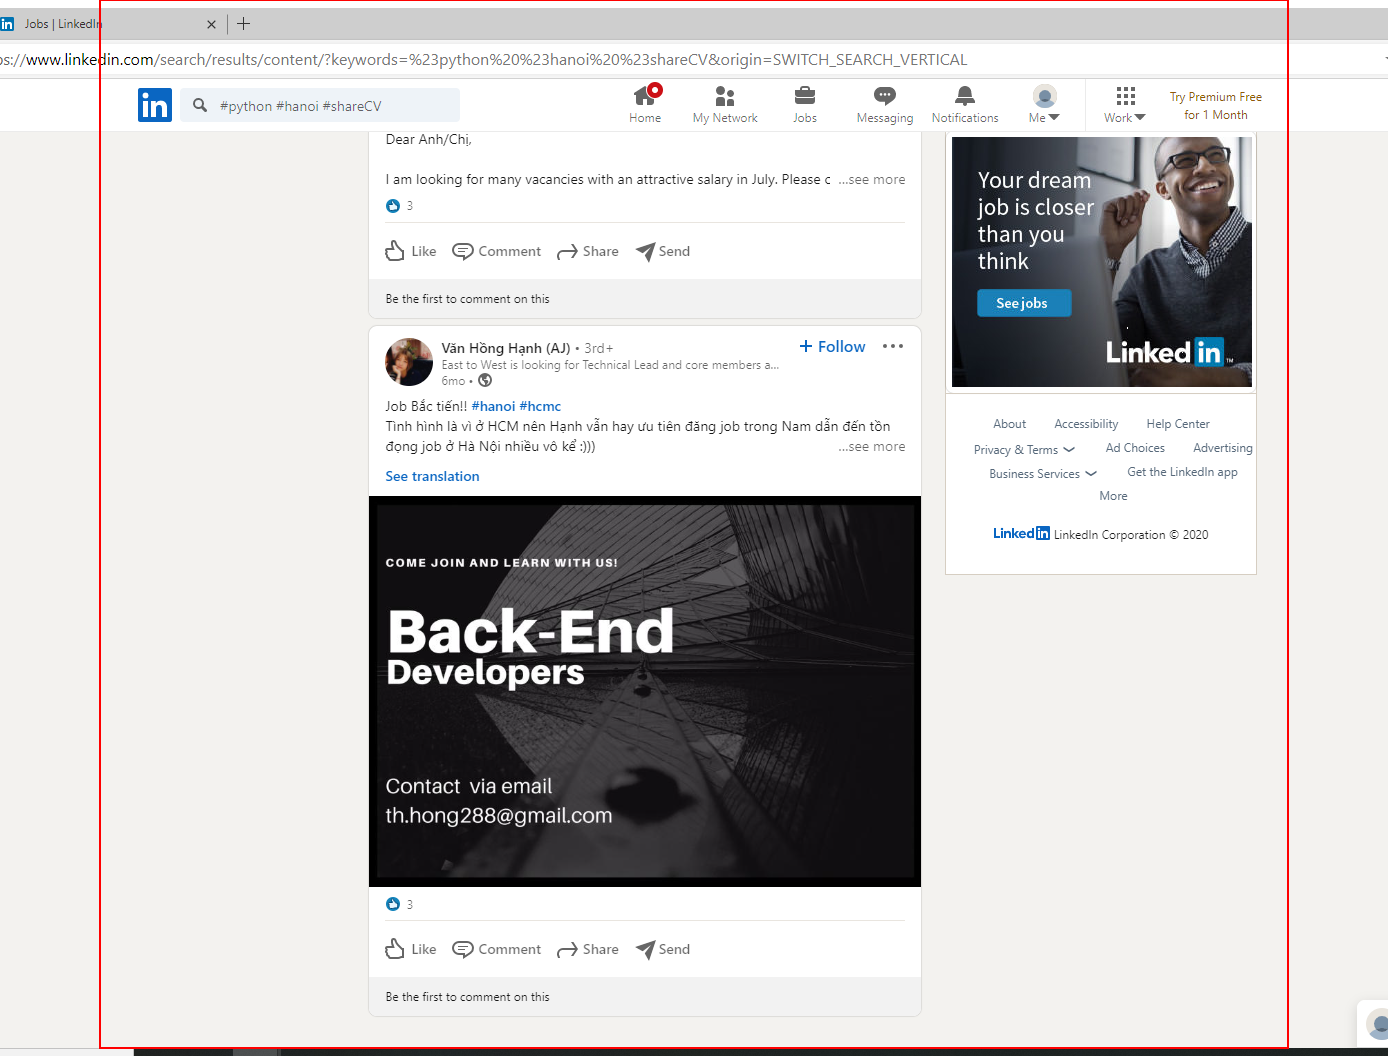 Jobs | LinkedIn
ps://www.linkedin.com/search/results/content/?keywords=%23python%20%23hanoi%20%23shareCV&origin=SWITCH_SEARCH_VERTICAL
in
#python #hanoi #shareCV
Home
My Network
Jobs
Messaging
Notifications
Me
Work
Try Premium Free
for 1 Month
Dear Anh/Chị,
I am looking for many vacancies with an attractive salary in July. Please c ...see more
3
Like Comment Share Send
Be the first to comment on this
Văn Hồng Hạnh (AJ) • 3rd+
+ Follow
East to West is looking for Technical Lead and core members a...
6mo •
Job Bắc tiến!! #hanoi #hcmc
Tình hình là vì ở HCM nên Hạnh vẫn hay ưu tiên đăng job trong Nam dẫn đến tồn
đọng job ở Hà Nội nhiều vô kể :))) ...see more
See translation
COME JOIN AND LEARN WITH US!
Back-End
Developers
Contact via email
th.hong288@gmail.com
3
Like Comment Share Send
Be the first to comment on this
Your dream
job is closer
than you
think
See jobs
Linked in ™
About Accessibility Help Center
Privacy & Terms Ad Choices Advertising
Business Services Get the LinkedIn app
More
Linked in LinkedIn Corporation © 2020